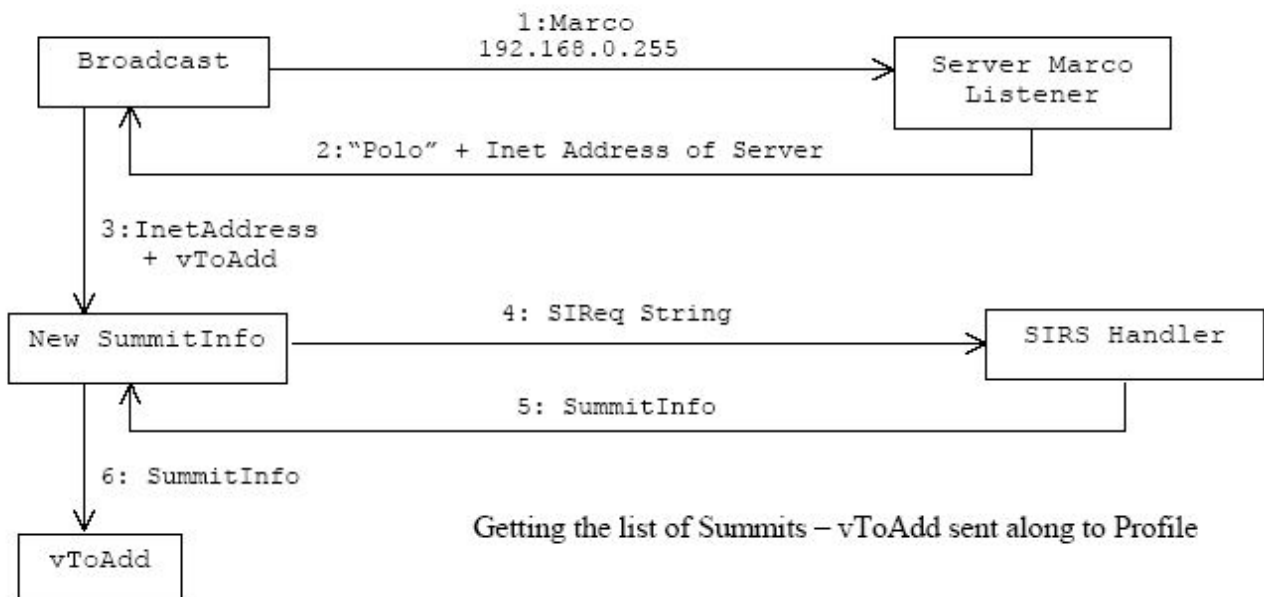 1:Marco
192.168.0.255
Broadcast
Server Marco
Listener
2:“Polo” + Inet Address of Server
3:InetAddress
+ vToAdd
New SummitInfo
4: SIReq String
SIRS Handler
5: SummitInfo
6: SummitInfo
Getting the list of Summits – vToAdd sent along to Profile
vToAdd